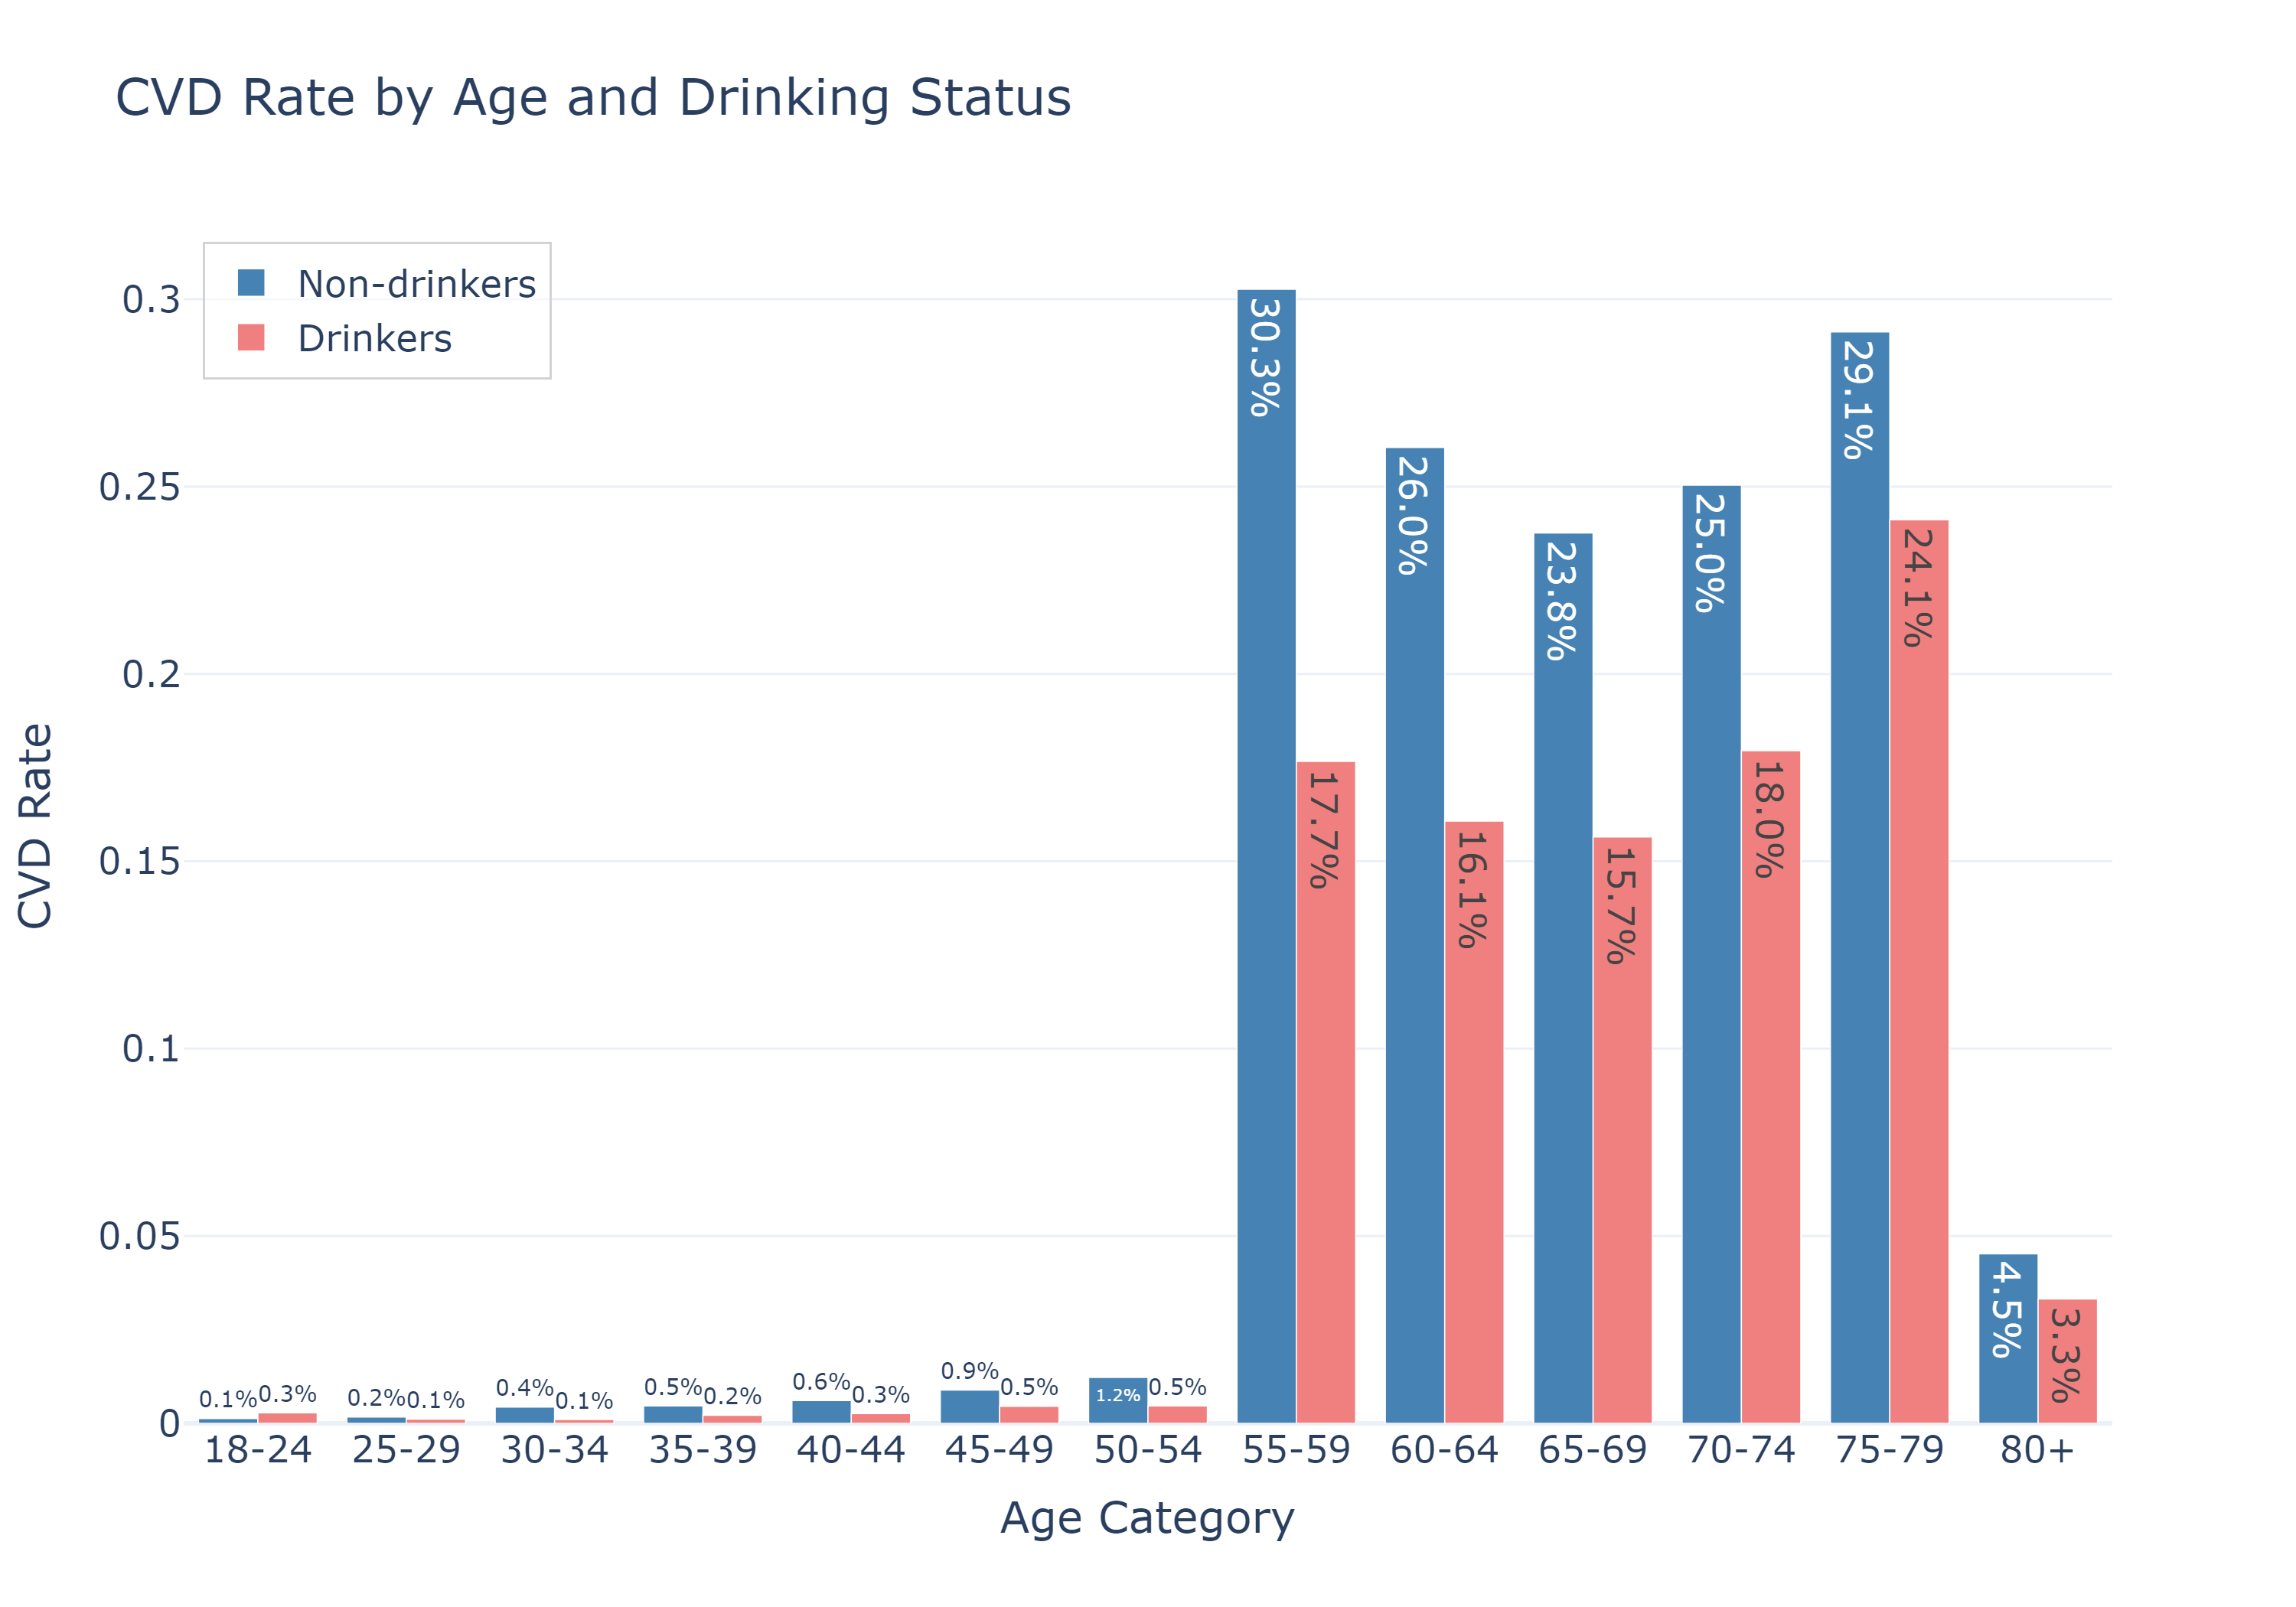 CVD Rate by Age and Drinking Status
Non-drinkers
Drinkers
CVD Rate
0.3
0.25
0.2
0.15
0.1
0.05
0
0.1% 0.3% 0.2% 0.1% 0.4% 0.1% 0.5% 0.2% 0.6% 0.3% 0.9% 0.5% 1.2% 0.5% 30.3% 17.7% 26.0% 16.1% 23.8% 15.7% 25.0% 18.0% 29.1% 24.1% 4.5% 3.3%
18-24 25-29 30-34 35-39 40-44 45-49 50-54 55-59 60-64 65-69 70-74 75-79 80+
Age Category